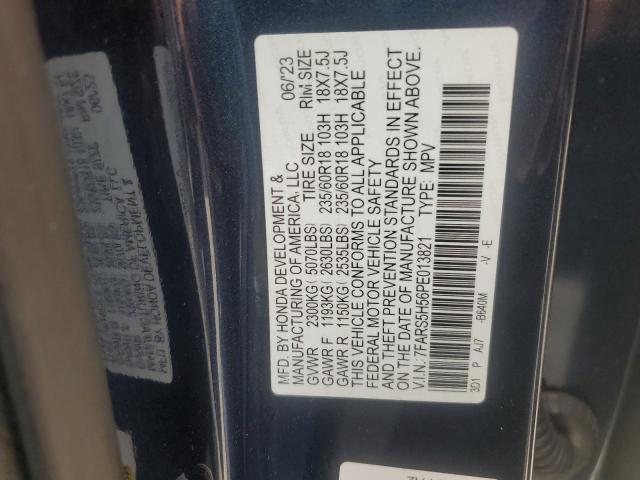 MFD. BY HONDA DEVELOPMENT &
MANUFACTURING OF AMERICA, LLC 06/'23
GVWR 2300KG( 5070LBS) TIRE SIZE RIM SIZE
GAWR F 1193KG( 2630LBS) 235/60R18 103H 18X7.5J
GAWR R 1150KG( 2535LBS) 235/60R18 103H 18X7.5J
THIS VEHICLE CONFORMS TO ALL APPLICABLE
FEDERAL MOTOR VEHICLE SAFETY
AND THEFT PREVENTION STANDARDS IN EFFECT
ON THE DATE OF MANUFACTURE SHOWN ABOVE.
V.I.N.: 7FARS5H56PE013821 TYPE: MPV
3D1 P AJ7 -B640M -V -E